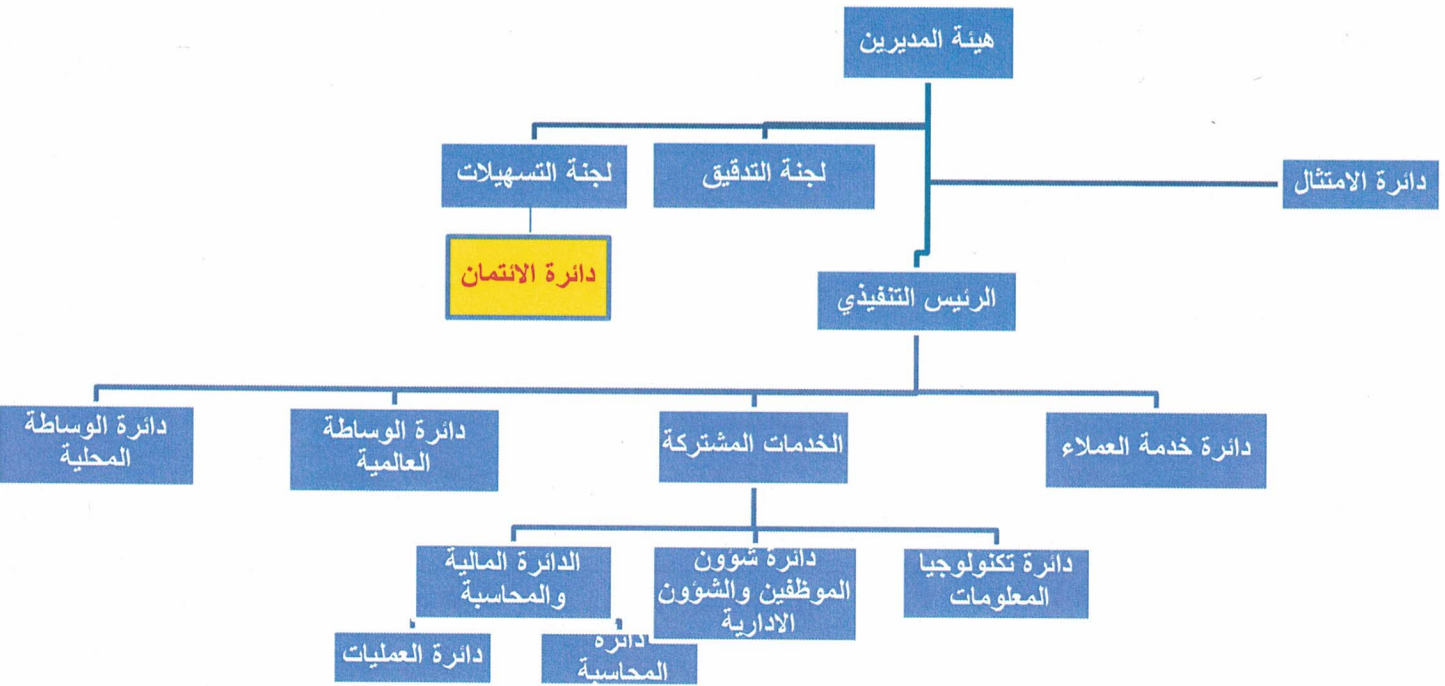 هيئة المديرين
دائرة الامتثال
لجنة التدقيق
لجنة التسهيلات
دائرة الائتمان
الرئيس التنفيذي
دائرة خدمة العملاء
الخدمات المشتركة
دائرة الوساطة
العالمية
دائرة الوساطة
المحلية
دائرة تكنولوجيا
المعلومات
دائرة شؤون
الموظفين والشؤون
الادارية
الدائرة المالية
والمحاسبة
دائرة
المحاسبة
دائرة العمليات